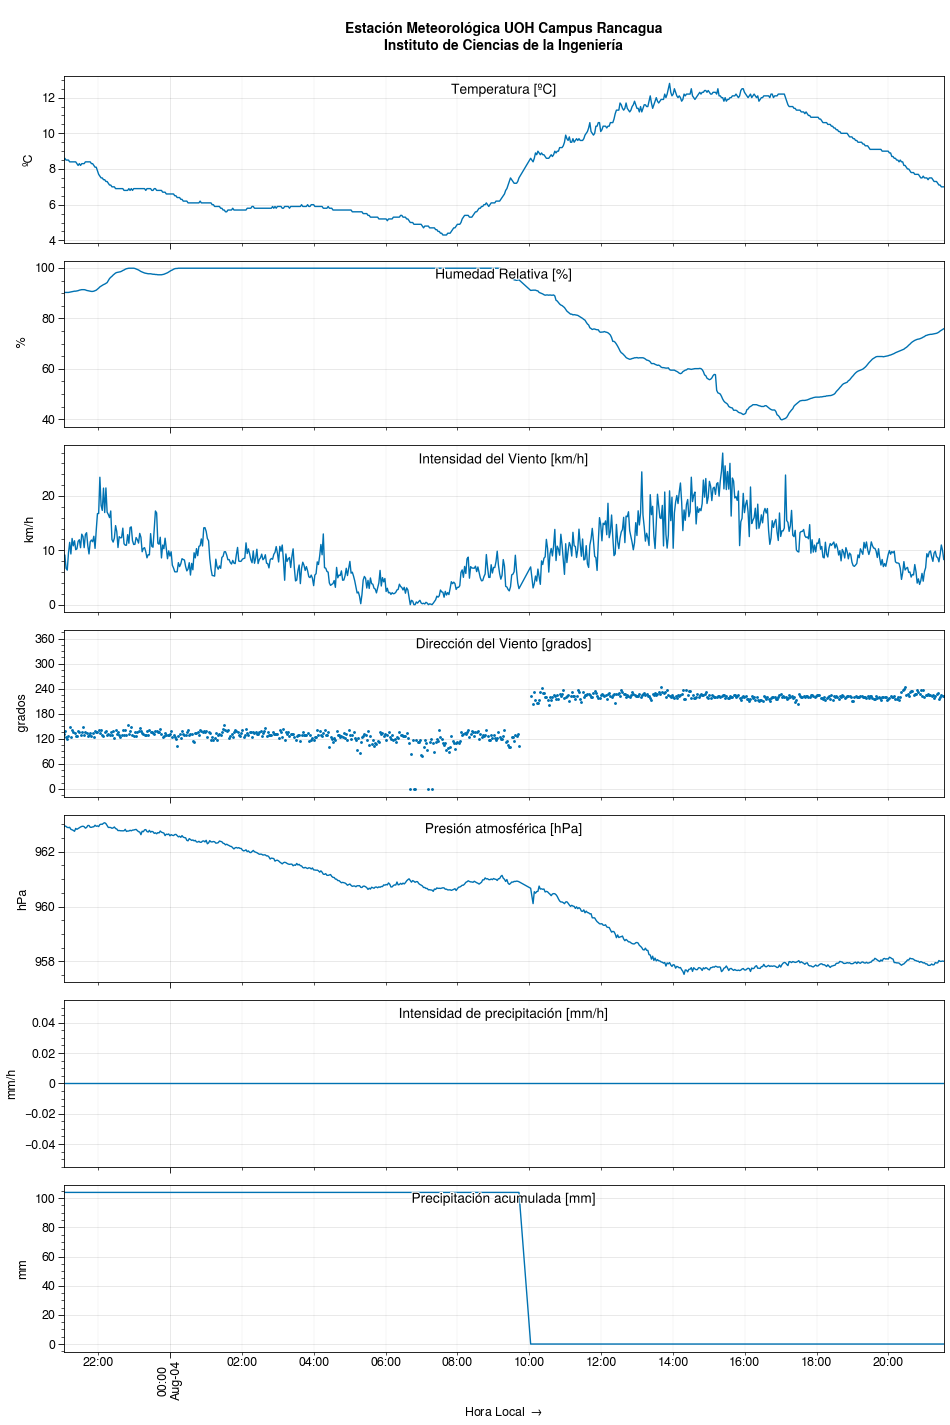 Estación Meteorológica UOH Campus Rancagua
Instituto de Ciencias de la Ingeniería
Temperatura [ºC]
ºC
12
10
8
6
4
Humedad Relativa [%]
%
100
80
60
40
Intensidad del Viento [km/h]
km/h
20
10
0
Dirección del Viento [grados]
grados
360
300
240
180
120
60
0
Presión atmosférica [hPa]
hPa
962
960
958
Intensidad de precipitación [mm/h]
mm/h
0.04
0.02
0
−0.02
−0.04
Precipitación acumulada [mm]
mm
100
80
60
40
20
0
22:00
00:00
Aug-04
02:00
04:00
06:00
08:00
10:00
12:00
14:00
16:00
18:00
20:00
Hora Local →